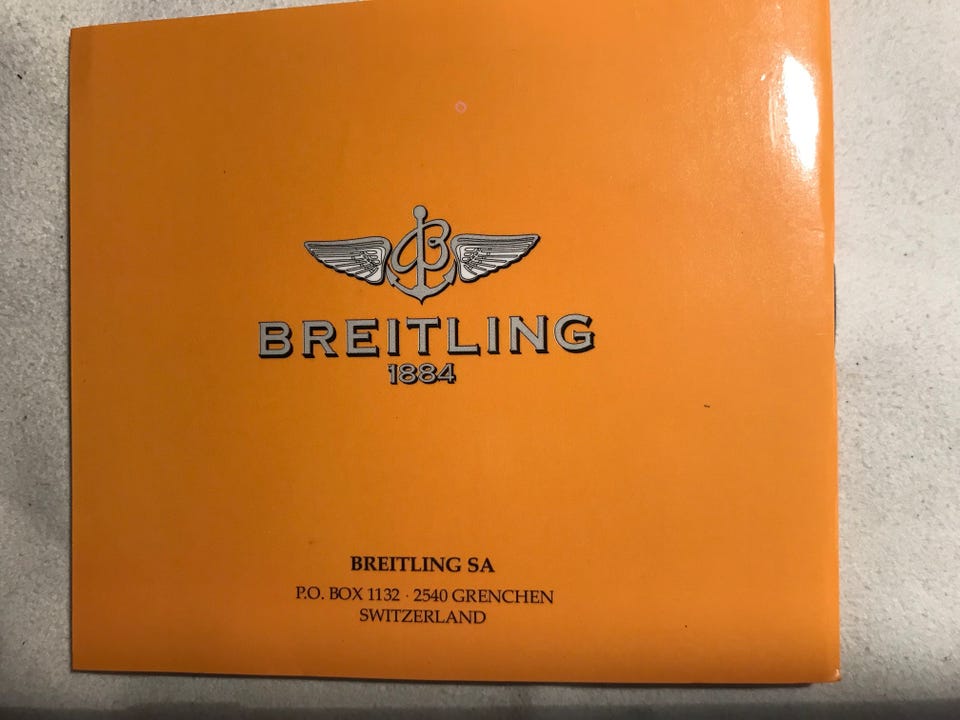 B
BREITLING
1884
BREITLING SA
P.O. BOX 1132 · 2540 GRENCHEN
SWITZERLAND